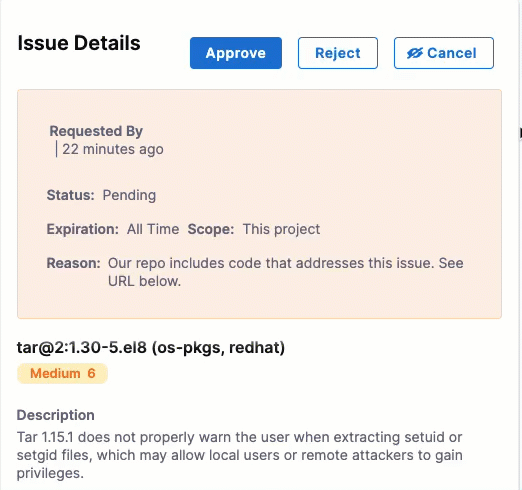 Issue Details
Approve
Reject
Cancel
Requested By
| 22 minutes ago
Status: Pending
Expiration: All Time Scope: This project
Reason: Our repo includes code that addresses this issue. See
URL below.
tar@2:1.30-5.el8 (os-pkgs, redhat)
Medium 6
Description
Tar 1.15.1 does not properly warn the user when extracting setuid or
setgid files, which may allow local users or remote attackers to gain
privileges.